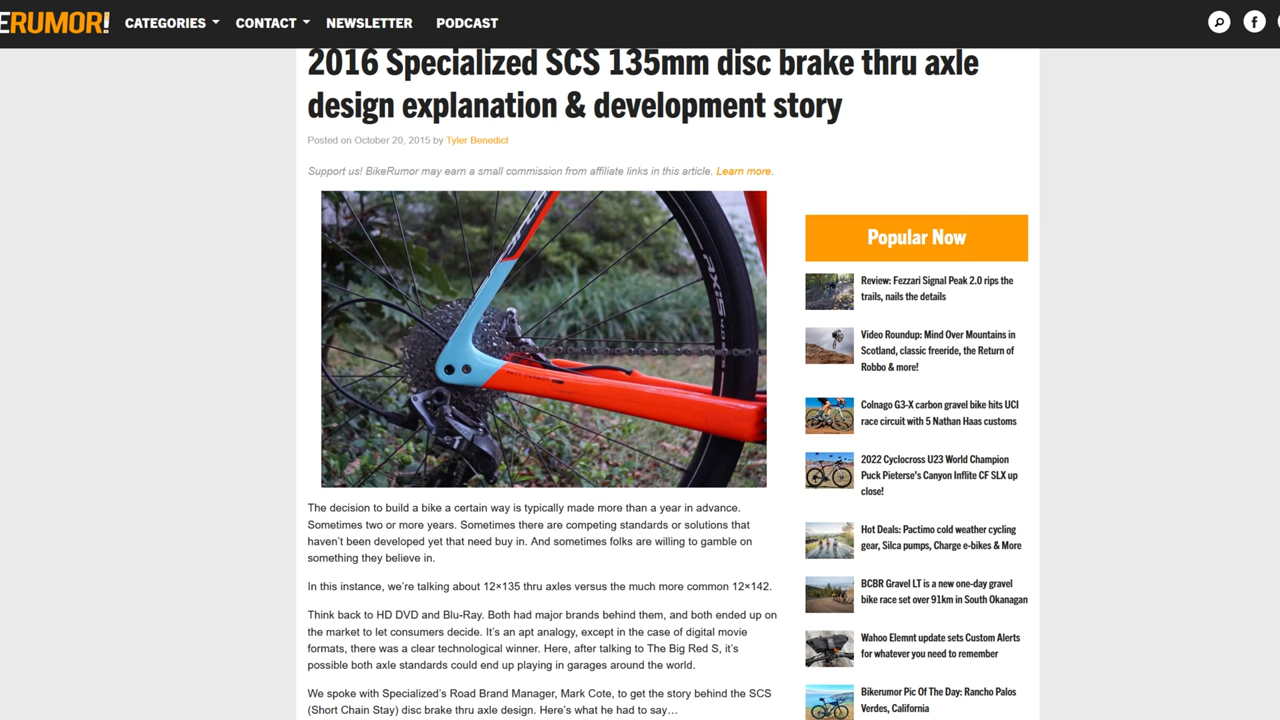 ERUMOR!
CATEGORIES
CONTACT
NEWSLETTER
PODCAST
2016 Specialized SCS 135mm disc brake thru axle
design explanation & development story
Posted on October 20, 2015 by Tyler Benedict
Support us! BikeRumor may earn a small commission from affiliate links in this article. Learn more.
AXIS
The decision to build a bike a certain way is typically made more than a year in advance.
Sometimes two or more years. Sometimes there are competing standards or solutions that
haven't been developed yet that need buy in. And sometimes folks are willing to gamble on
something they believe in.
In this instance, we're talking about 12×135 thru axles versus the much more common 12×142.
Think back to HD DVD and Blu-Ray. Both had major brands behind them, and both ended up on
the market to let consumers decide. It's an apt analogy, except in the case of digital movie
formats, there was a clear technological winner. Here, after talking to The Big Red S, it's
possible both axle standards could end up playing in garages around the world.
We spoke with Specialized's Road Brand Manager, Mark Cote, to get the story behind the SCS
(Short Chain Stay) disc brake thru axle design. Here's what he had to say…
Popular Now
Review: Fezzari Signal Peak 2.0 rips the
trails, nails the details
Video Roundup: Mind Over Mountains in
Scotland, classic freeride, the Return of
Robbo & more!
Colnago G3-X carbon gravel bike hits UCI
race circuit with 5 Nathan Haas customs
2022 Cyclocross U23 World Champion
Puck Pieterse's Canyon Inflite CF SLX up
close!
Hot Deals: Pactimo cold weather cycling
gear, Silca pumps, Charge e-bikes & More
BCBR Gravel LT is a new one-day gravel
bike race set over 91km in South Okanagan
Wahoo Elemnt update sets Custom Alerts
for whatever you need to remember
Bikerumor Pic Of The Day: Rancho Palos
Verdes, California